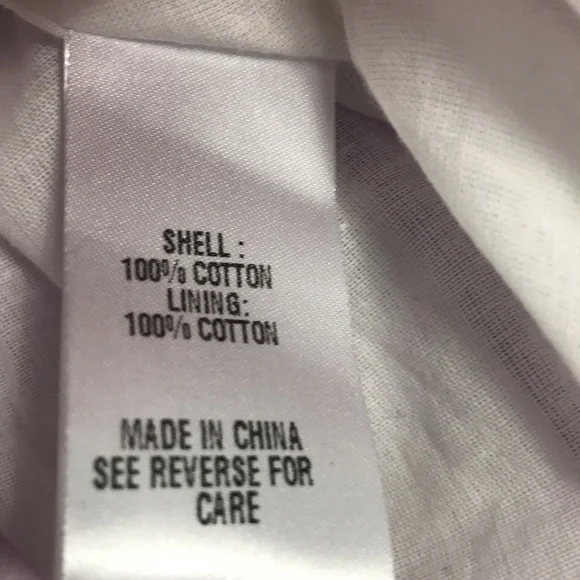 SHELL :
100% COTTON
LINING:
100% COTTON
MADE IN CHINA
SEE REVERSE FOR
CARE